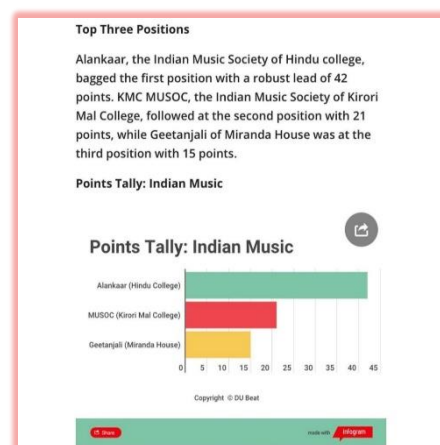 Top Three Positions
Alankaar, the Indian Music Society of Hindu college,
bagged the first position with a robust lead of 42
points. KMC MUSOC, the Indian Music Society of Kirori
Mal College, followed at the second position with 21
points, while Geetanjali of Miranda House was at the
third position with 15 points.
Points Tally: Indian Music
Points Tally: Indian Music
Alankaar (Hindu College)
MUSOC (Kirori Mal College)
Geetanjali (Miranda House)
0 5 10 15 20 25 30 35 40 45
Copyright © DU Beat
Share
made with infogram